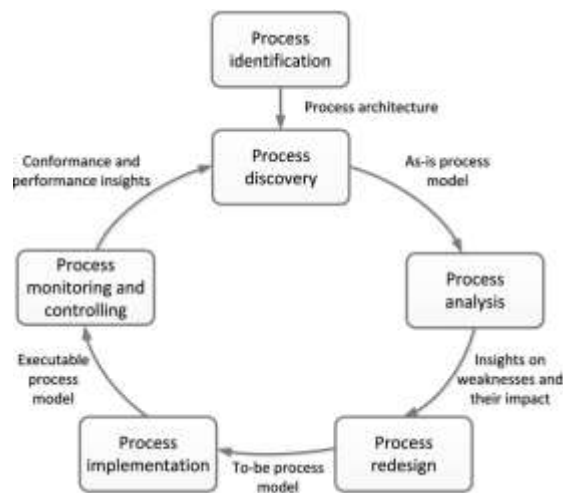 Process
identification
Process architecture
Process
discovery
Conformance and
performance insights
As-is process
model
Process
monitoring and
controlling
Process
analysis
Executable
process
model
Insights on
weaknesses and
their impact
Process
implementation
To-be process
model
Process
redesign